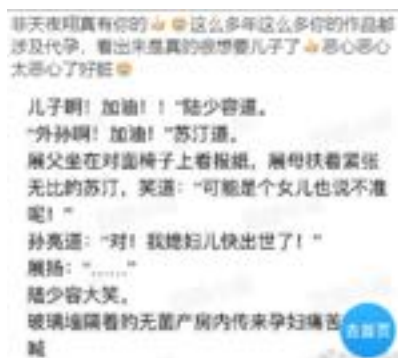 非天夜翔真有你的👍😊这么多年这么多你的作品都
涉及代孕，看出来是真的很想要儿子了👍恶心恶心
太恶心了好脏😊
儿子啊！加油！！”陆少容道。
“外孙啊！加油！”苏汀道。
展父坐在对面椅子上看报纸，展母扶着紧张
无比的苏汀，笑道：“可能是个女儿也说不准
呢！”
孙亮道：“对！我媳妇儿快出世了！”
展扬：“……”
陆少容大笑。
玻璃墙隔着的无菌产房内传来孕妇痛苦
喊
去首页